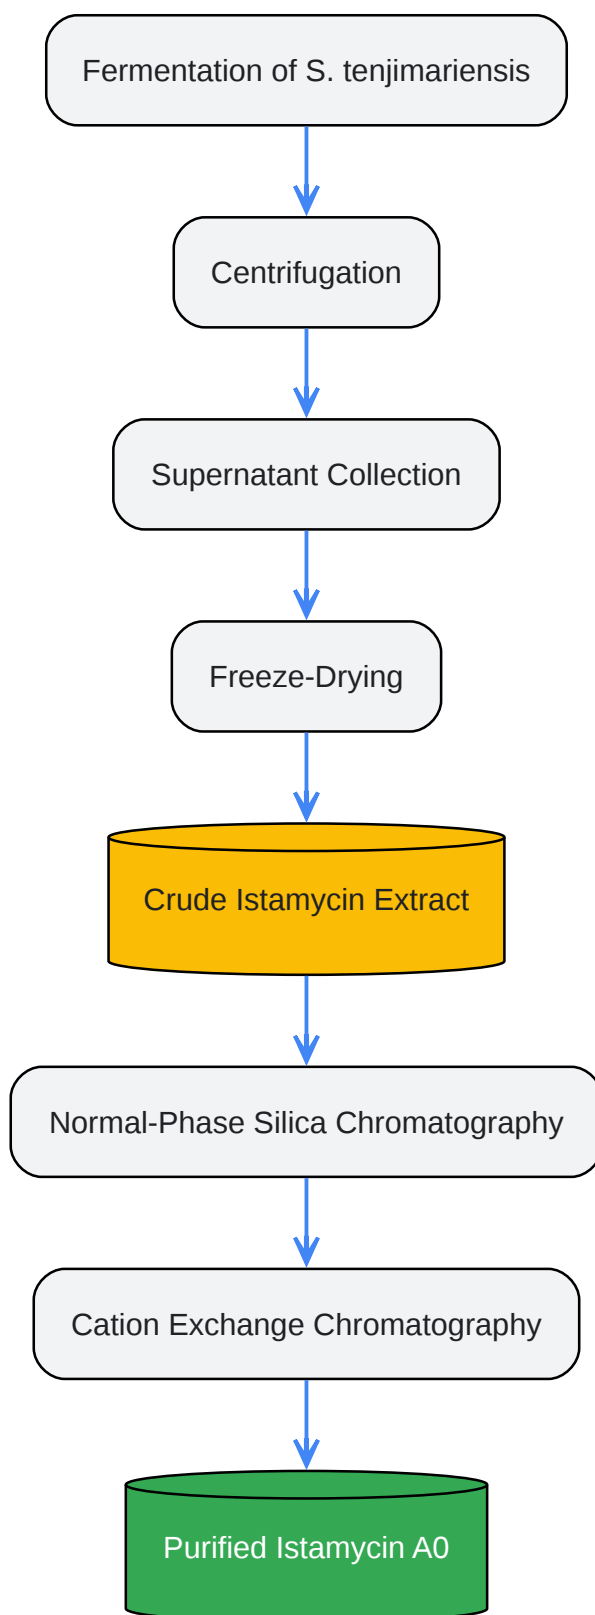 Fermentation of S. tenjimariensis
Centrifugation
Supernatant Collection
Freeze-Drying
Crude Istamycin Extract
Normal-Phase Silica Chromatography
Cation Exchange Chromatography
Purified Istamycin A0